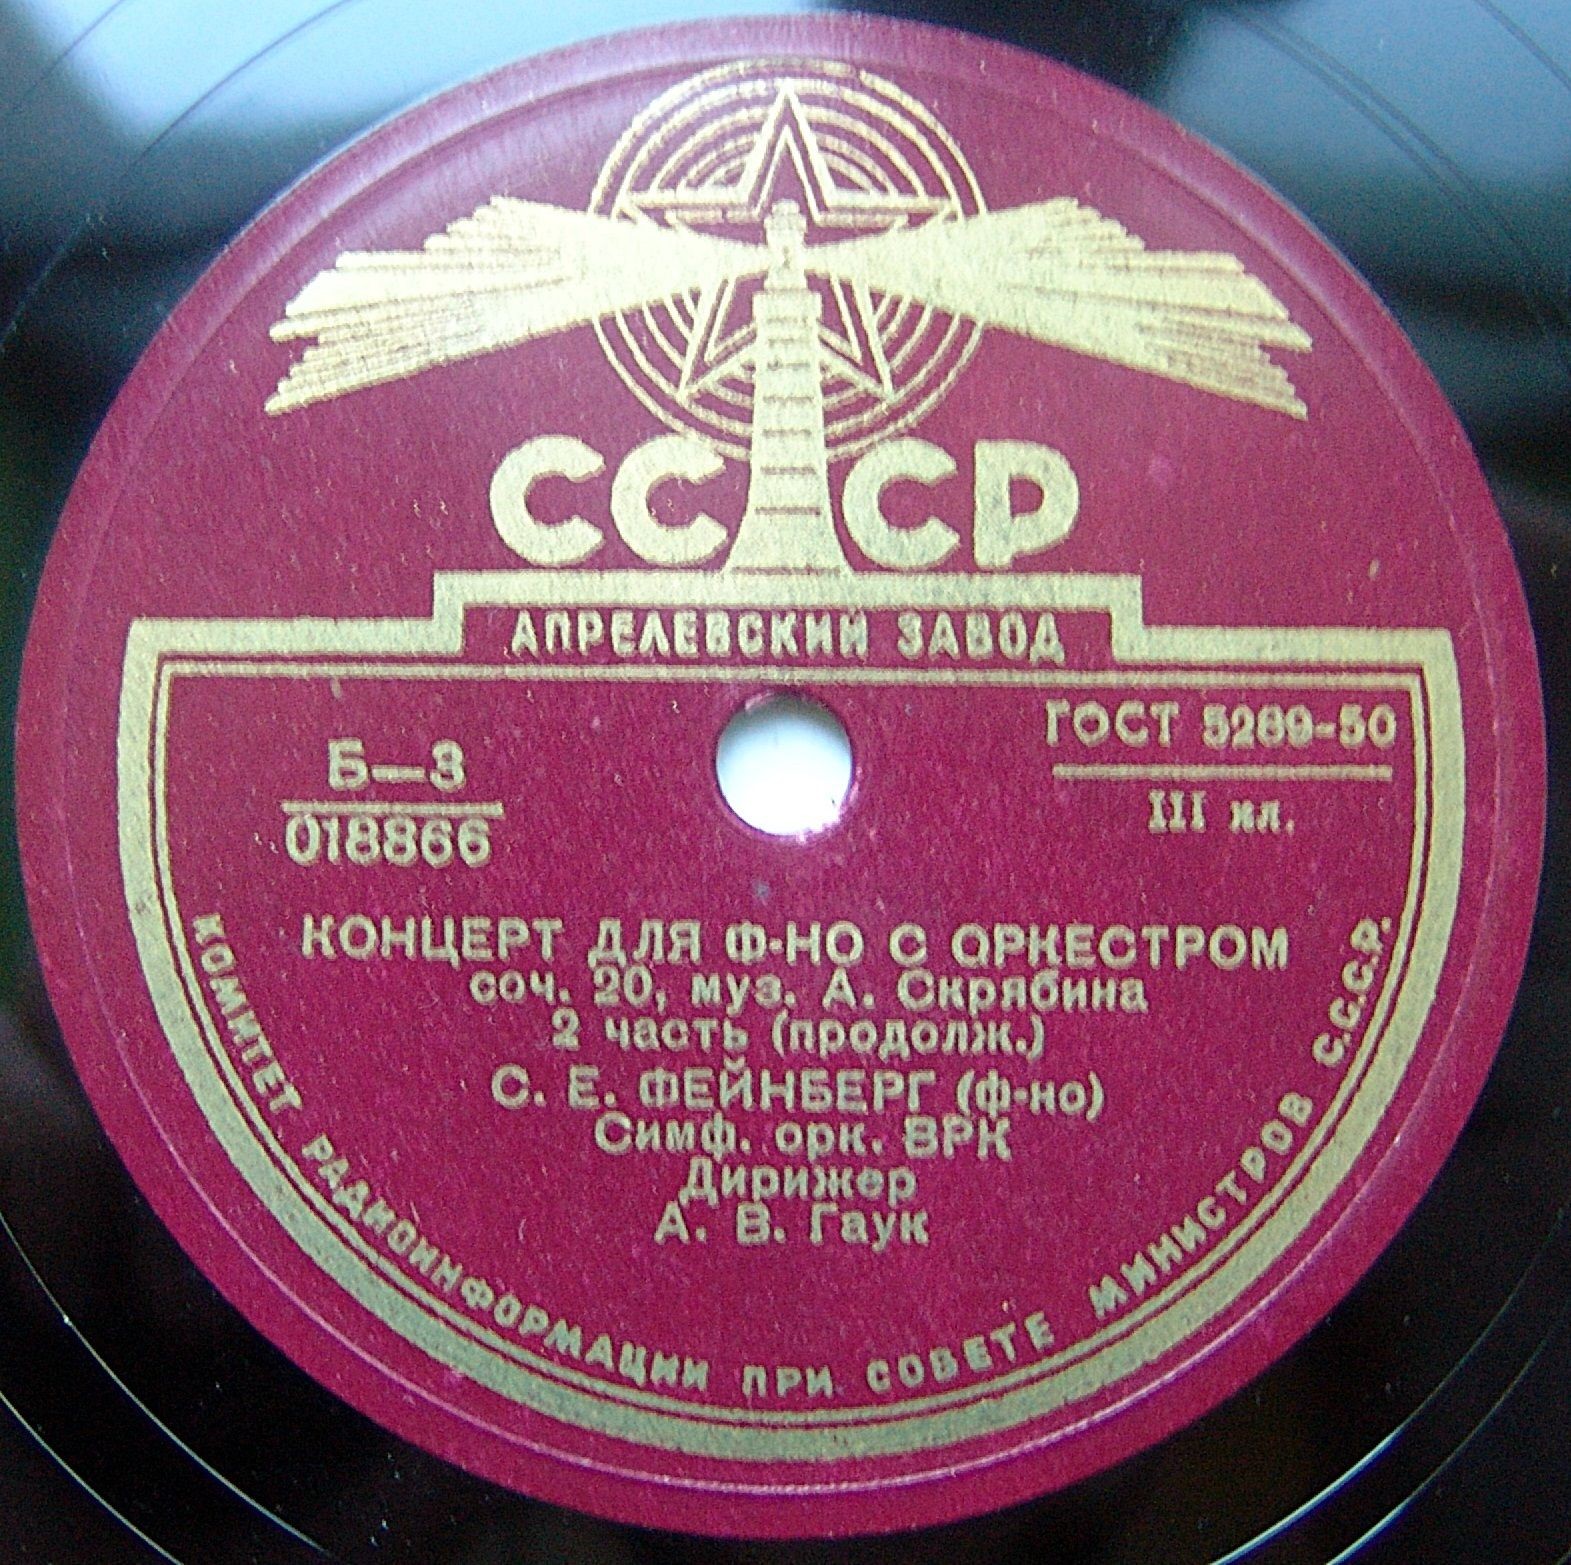 СССР
АПРЕЛЕВСКИЙ ЗАВОД
Б—3
018866
ГОСТ 5289-50
III кл.
КОНЦЕРТ ДЛЯ Ф-НО С ОРКЕСТРОМ
соч. 20, муз. А. Скрябина
2 часть (продолж.)
С. Е. ФЕЙНБЕРГ (ф-но)
Симф. орк. ВРК
Дирижер
А. В. Гаук
КОМИТЕТ РАДИОИНФОРМАЦИИ ПРИ СОВЕТЕ МИНИСТРОВ С.С.С.Р.